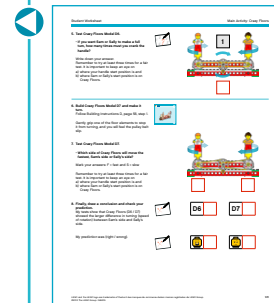 Student Worksheet
Main Activity: Crazy Floors
5. Test Crazy Floors Model D6.
- If you want Sam or Sally to make a full
turn, how many times must you crank the
handle?
Write down your answer.
Remember to try at least three times for a fair
test. It is important to keep an eye on
a) where your handle start position is and
b) where Sam or Sally's start position is on
Crazy Floors.
1
6. Build Crazy Floors Model D7 and make it
turn.
Follow Building Instructions D, page 86, step 1
Gently grip one of the floor elements to stop
it from turning and you will feel the pulley belt
slip.
7. Test Crazy Floors Model D7.
- Which side of Crazy Floors will move the
fastest, Sam's side or Sally's side?
Mark your answers: F = fast and S = slow.
Remember to try at least three times for a fair
test. It is important to keep eye on
a) where your handle start position is and
b) where Sam or Sally's start position is on
Crazy Floors.
8. Finally, draw a conclusion and check your
prediction.
My tests show that Crazy Floors (D6 / D7)
showed the larger difference in turning (speed
of rotation) between Sam's side and Sally's
side.
D6
D7
My prediction was (right / wrong)